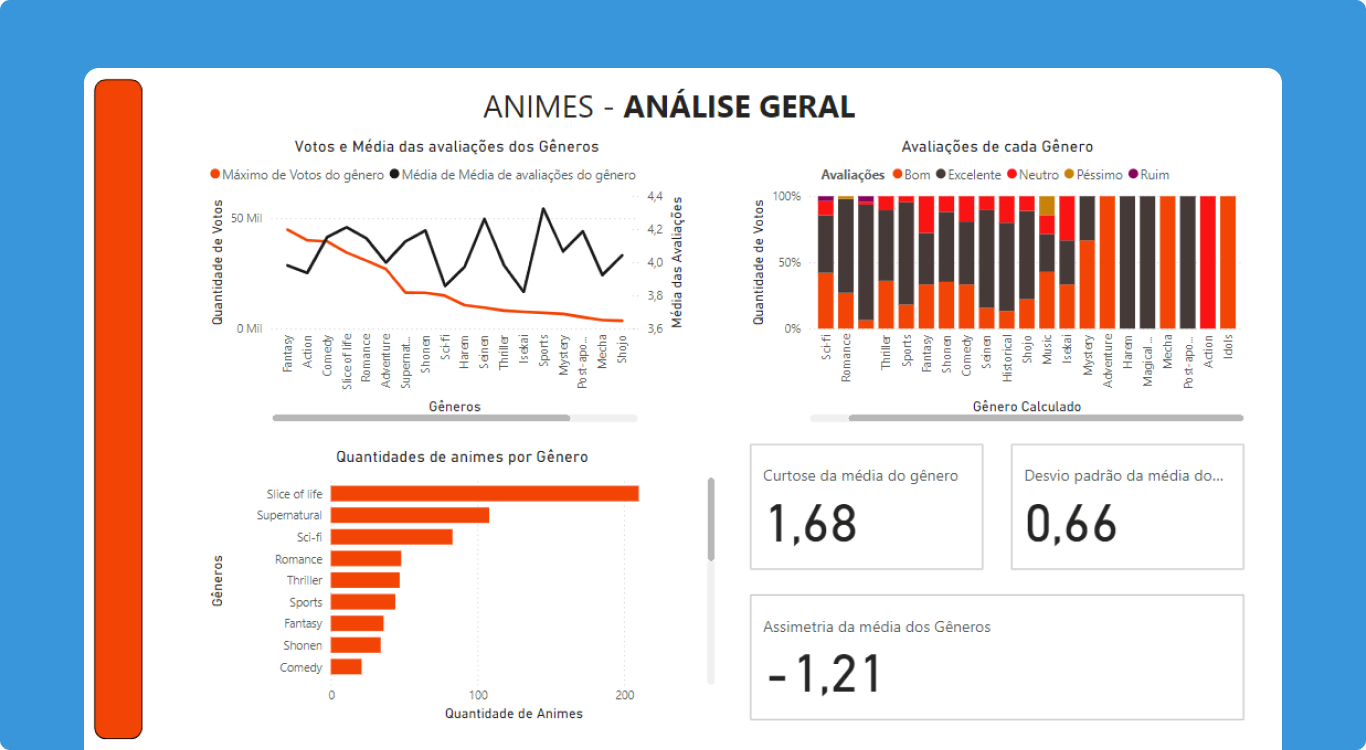 ANIMES - ANÁLISE GERAL
Votos e Média das avaliações dos Gêneros
Máximo de Votos do gênero Média de Média de avaliações do gênero
Quantidade de Votos
50 Mil
0 Mil
4,4
4,2
4,0
3,8
3,6
Média das Avaliações
Fantasy
Action
Comedy
Slice of life
Romance
Adventure
Supernat...
Shonen
Sci-fi
Harem
Seinen
Thriller
Isekai
Sports
Mystery
Post-apo...
Mecha
Shojo
Gêneros
Avaliações de cada Gênero
Avaliações Bom Excelente Neutro Péssimo Ruim
Quantidade de Votos
100%
50%
0%
Sci-fi
Romance
Thriller
Sports
Fantasy
Shonen
Comedy
Seinen
Historical
Shojo
Music
Isekai
Mystery
Adventure
Harem
Magical ...
Mecha
Post-apo...
Action
Idols
Gênero Calculado
Quantidades de animes por Gênero
Gêneros
Slice of life
Supernatural
Sci-fi
Romance
Thriller
Sports
Fantasy
Shonen
Comedy
0 100 200
Quantidade de Animes
Curtose da média do gênero
1,68
Desvio padrão da média do...
0,66
Assimetria da média dos Gêneros
-1,21